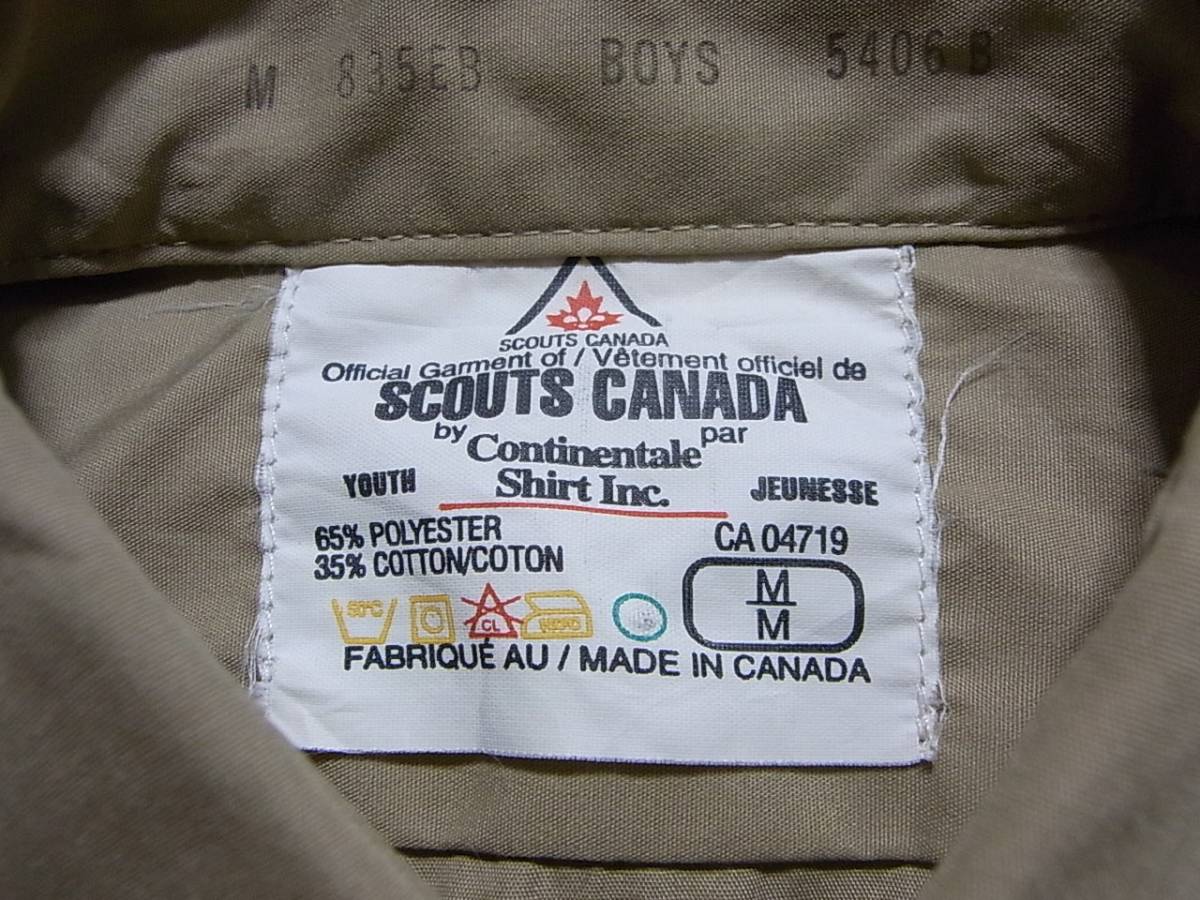 M 835EB BOYS 5406 B
SCOUTS CANADA
Official Garment of / Vêtement officiel de
SCOUTS CANADA
by Continentale par
Shirt Inc.
YOUTH JEUNESSE
65% POLYESTER
35% COTTON/COTON
CA 04719
50°C
CL
M
M
FABRIQUÉ AU / MADE IN CANADA